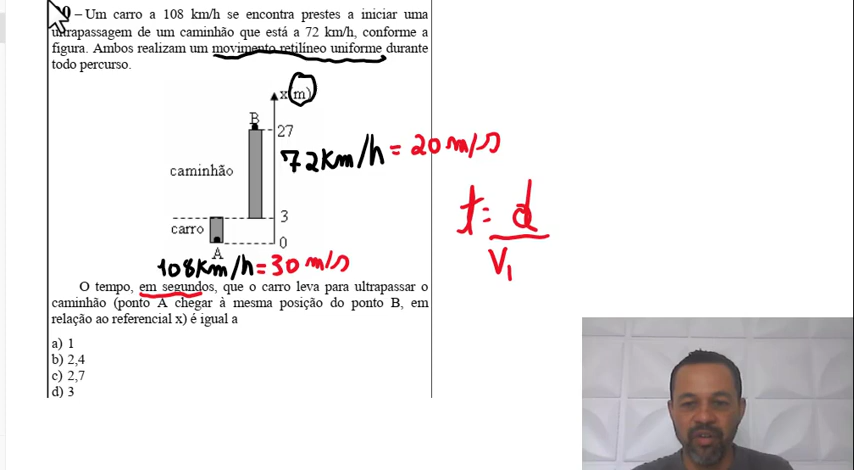 – Um carro a 108 km/h se encontra prestes a iniciar uma
ultrapassagem de um caminhão que está a 72 km/h, conforme a
figura. Ambos realizam um movimento retilíneo uniforme durante
todo percurso.
x(m)
B
27
72Km/h = 20 m/s
caminhão
t = d
V₁
3
carro
0
A
108Km/h = 30 m/s
O tempo, em segundos, que o carro leva para ultrapassar o
caminhão (ponto A chegar à mesma posição do ponto B, em
relação ao referencial x) é igual a
a) 1
b) 2,4
c) 2,7
d) 3